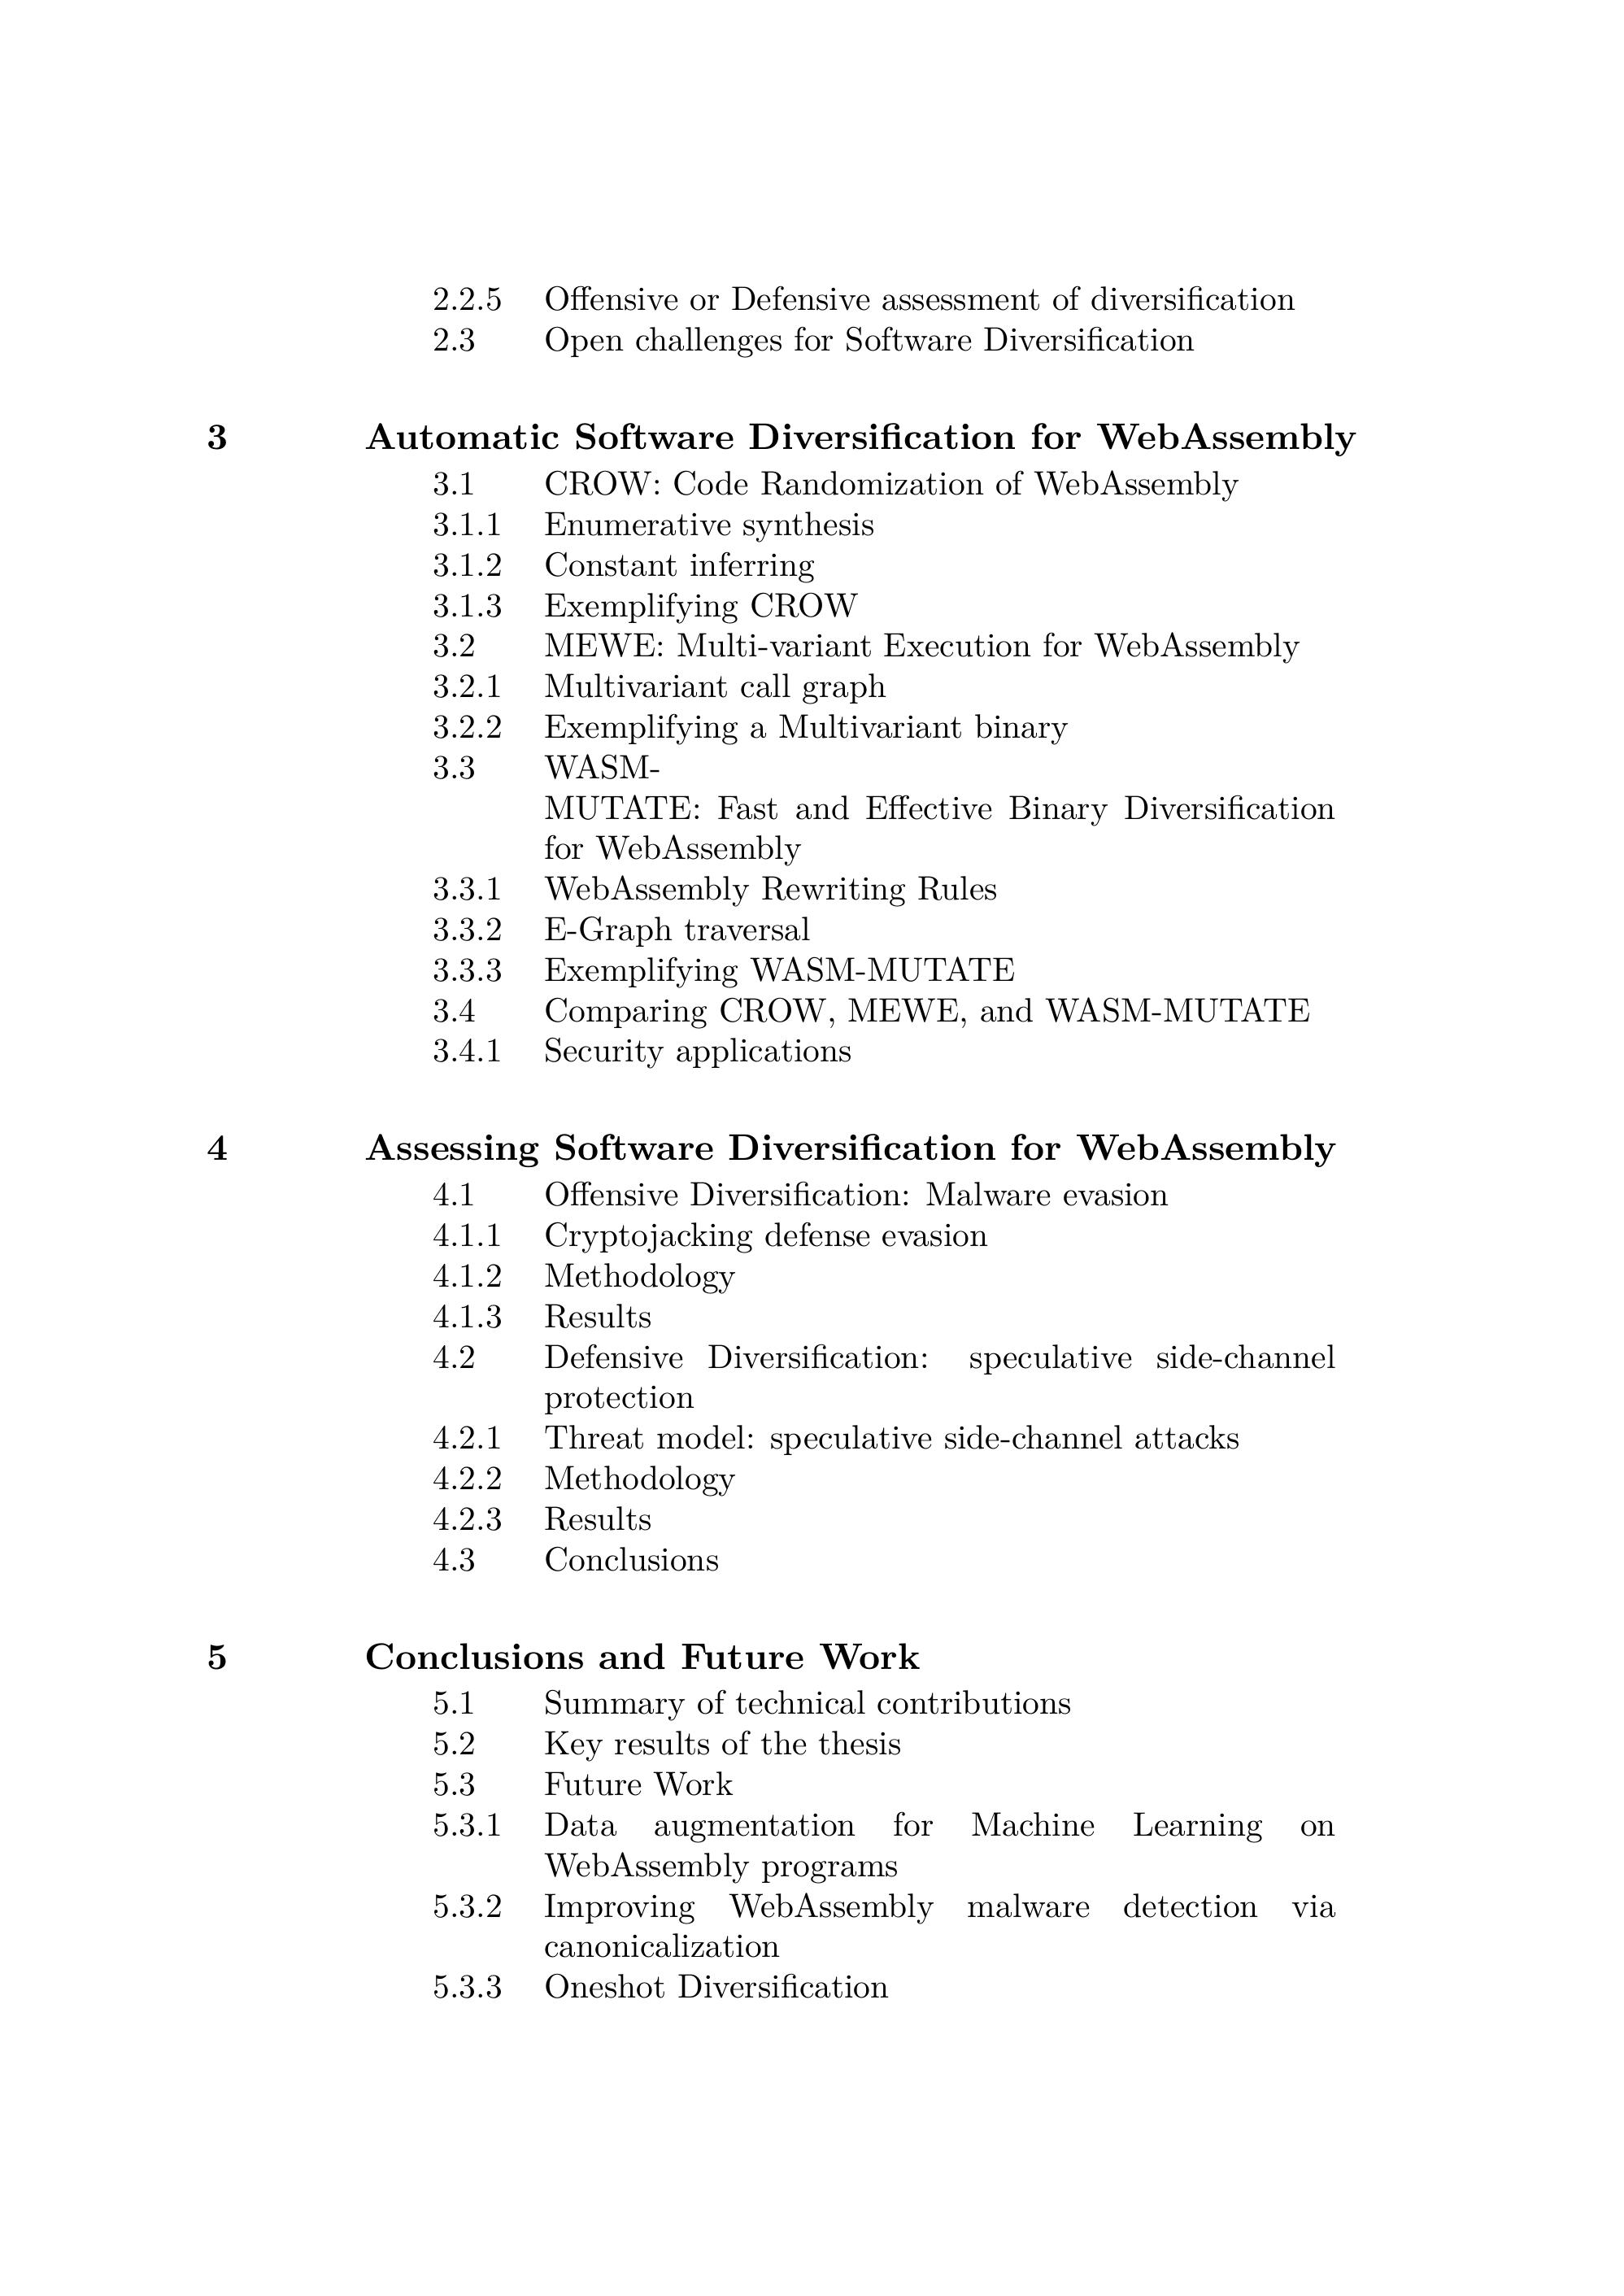 2.2.5 Offensive or Defensive assessment of diversification
2.3 Open challenges for Software Diversification
3 Automatic Software Diversification for WebAssembly
3.1 CROW: Code Randomization of WebAssembly
3.1.1 Enumerative synthesis
3.1.2 Constant inferring
3.1.3 Exemplifying CROW
3.2 MEWE: Multi-variant Execution for WebAssembly
3.2.1 Multivariant call graph
3.2.2 Exemplifying a Multivariant binary
3.3 WASM-
MUTATE: Fast and Effective Binary Diversification
for WebAssembly
3.3.1 WebAssembly Rewriting Rules
3.3.2 E-Graph traversal
3.3.3 Exemplifying WASM-MUTATE
3.4 Comparing CROW, MEWE, and WASM-MUTATE
3.4.1 Security applications
4 Assessing Software Diversification for WebAssembly
4.1 Offensive Diversification: Malware evasion
4.1.1 Cryptojacking defense evasion
4.1.2 Methodology
4.1.3 Results
4.2 Defensive Diversification: speculative side-channel
protection
4.2.1 Threat model: speculative side-channel attacks
4.2.2 Methodology
4.2.3 Results
4.3 Conclusions
5 Conclusions and Future Work
5.1 Summary of technical contributions
5.2 Key results of the thesis
5.3 Future Work
5.3.1 Data augmentation for Machine Learning on
WebAssembly programs
5.3.2 Improving WebAssembly malware detection via
canonicalization
5.3.3 Oneshot Diversification